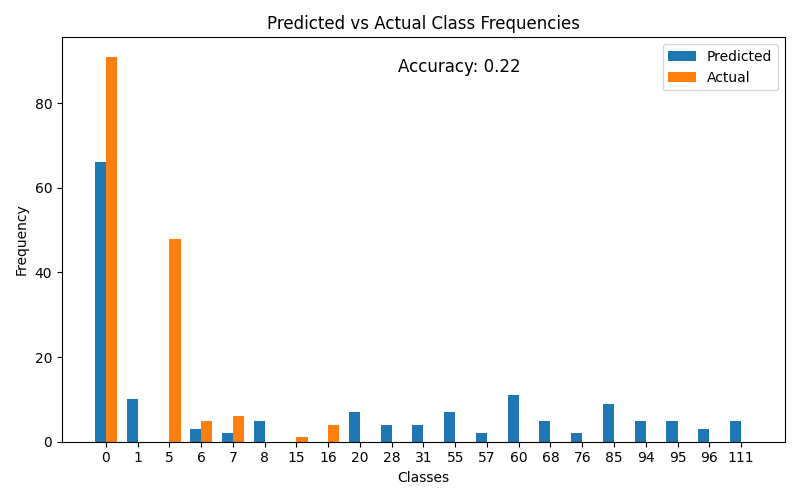 Predicted vs Actual Class Frequencies
Accuracy: 0.22
Predicted
Actual
Frequency
80
60
40
20
0
0 1 5 6 7 8 15 16 20 28 31 55 57 60 68 76 85 94 95 96 111
Classes